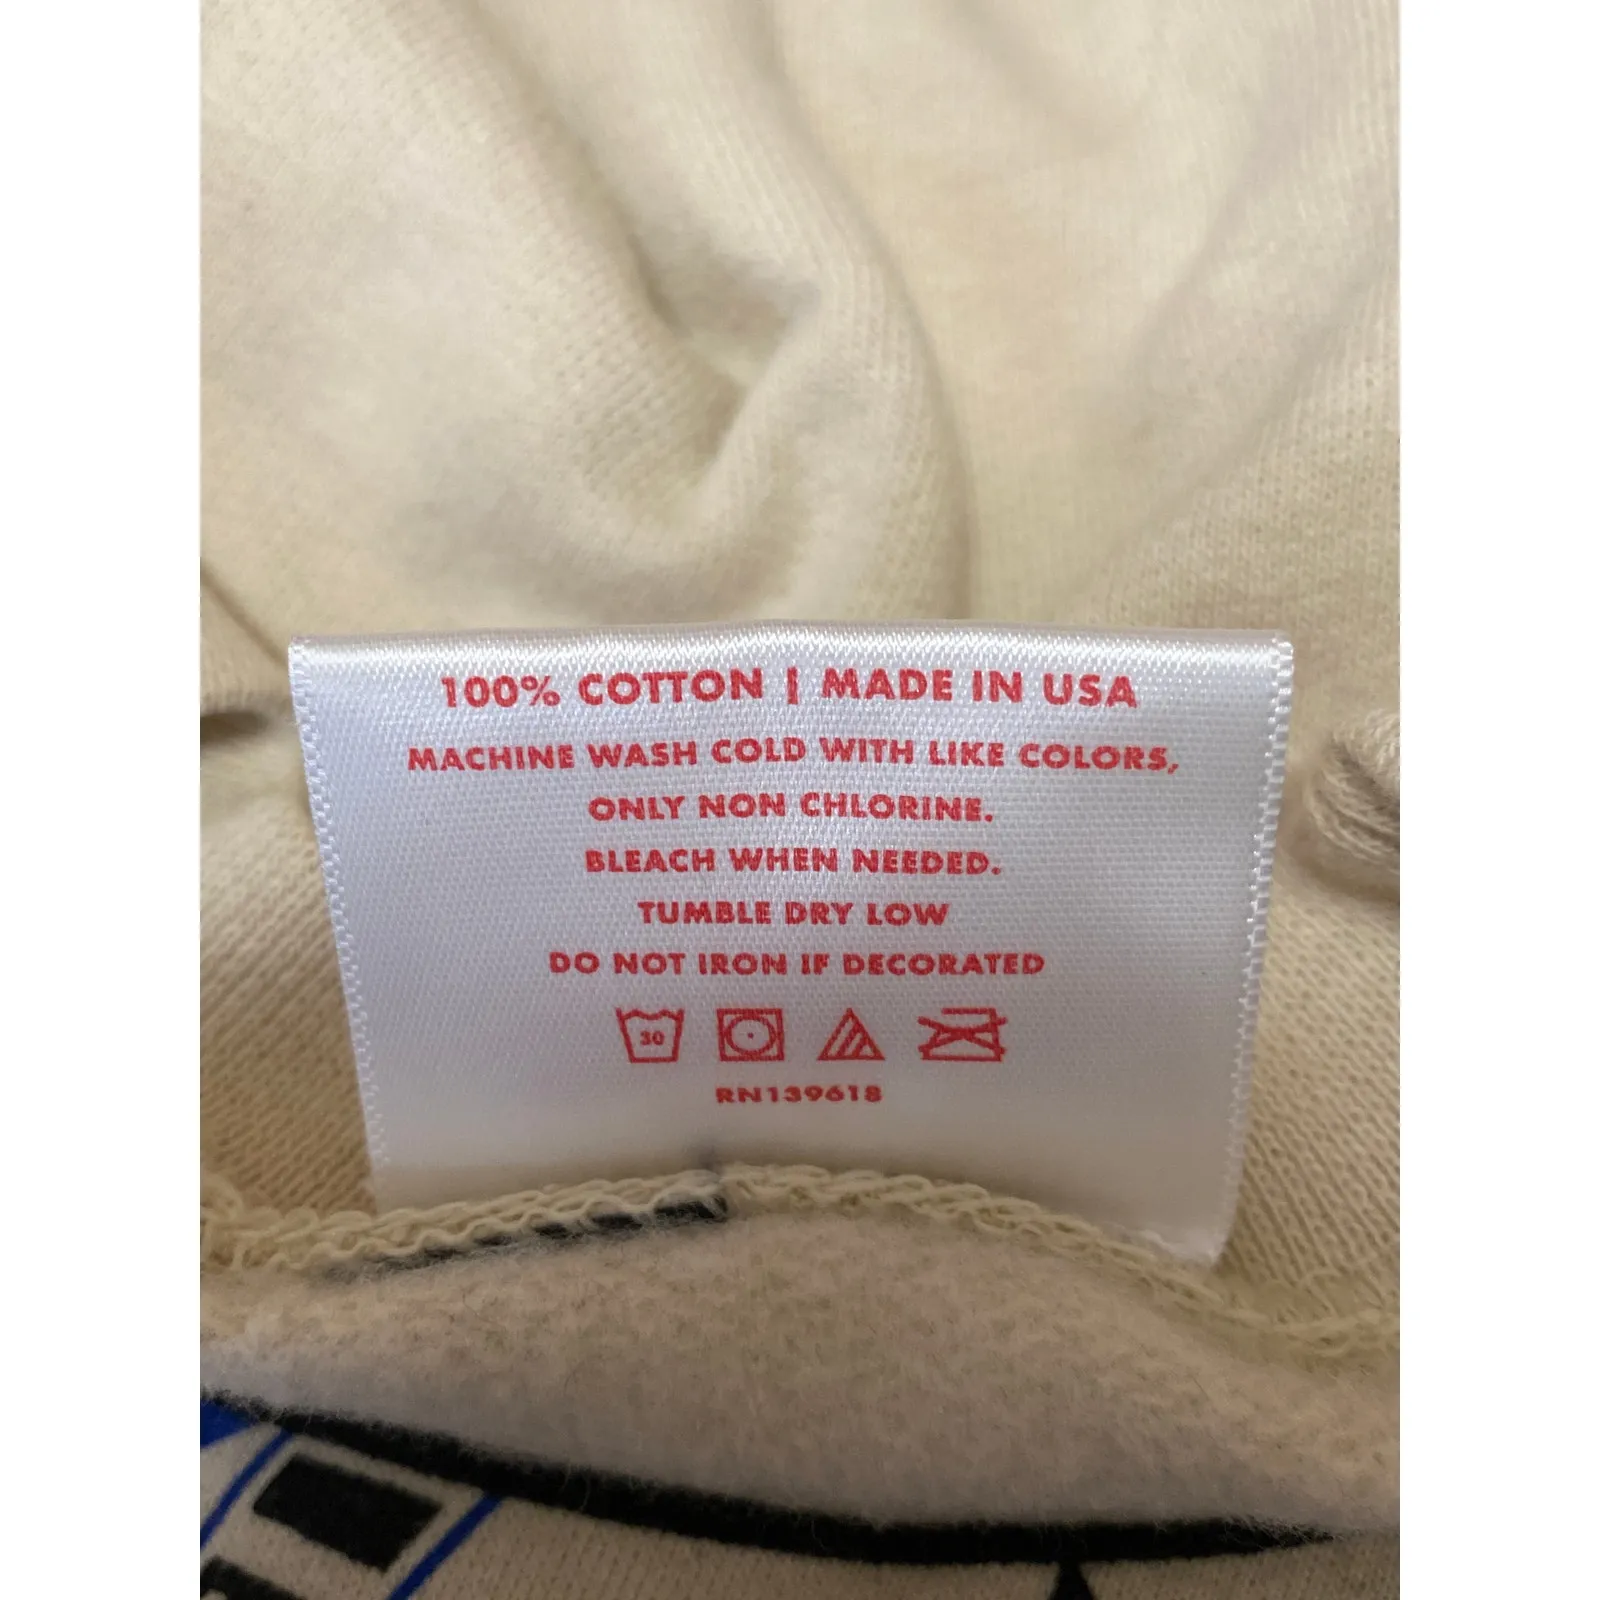 100% COTTON | MADE IN USA
MACHINE WASH COLD WITH LIKE COLORS,
ONLY NON CHLORINE.
BLEACH WHEN NEEDED.
TUMBLE DRY LOW
DO NOT IRON IF DECORATED
30
RN139618